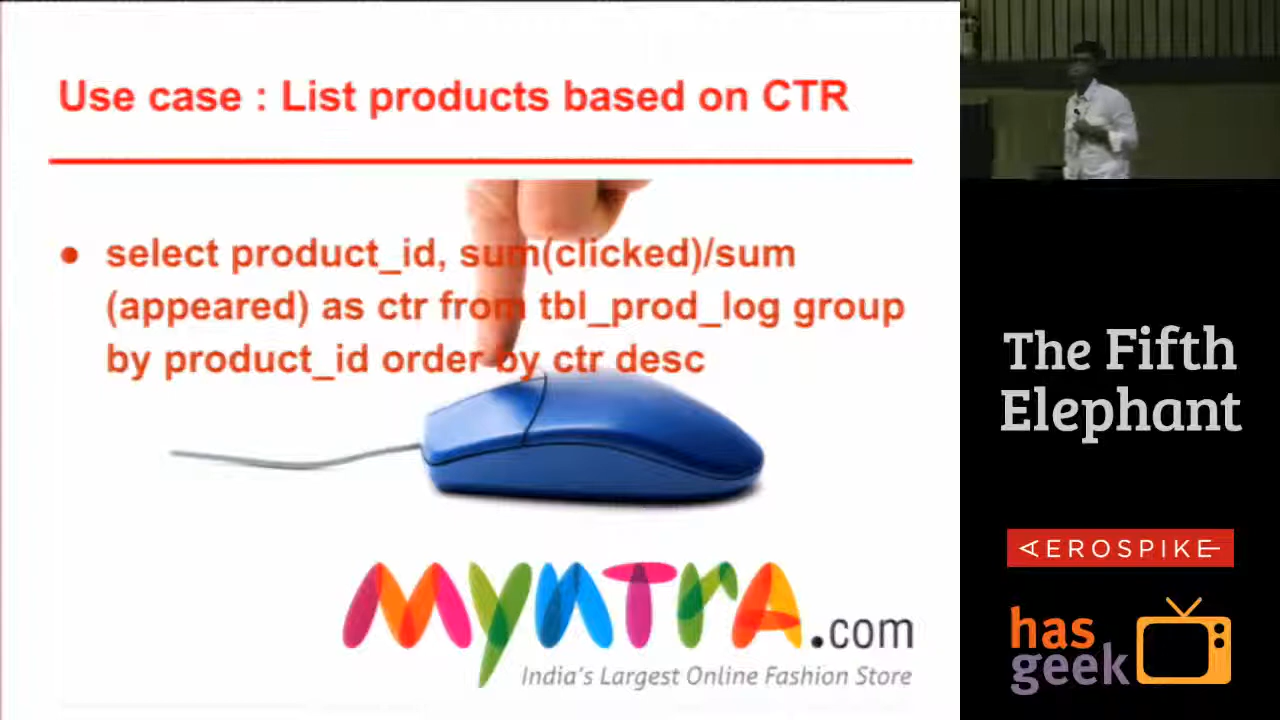 Use case : List products based on CTR
• select product_id, sum(clicked)/sum
(appeared) as ctr from tbl_prod_log group
by product_id order by ctr desc
myntra.com
India's Largest Online Fashion Store
The Fifth
Elephant
AEROSPIKE
has
geek